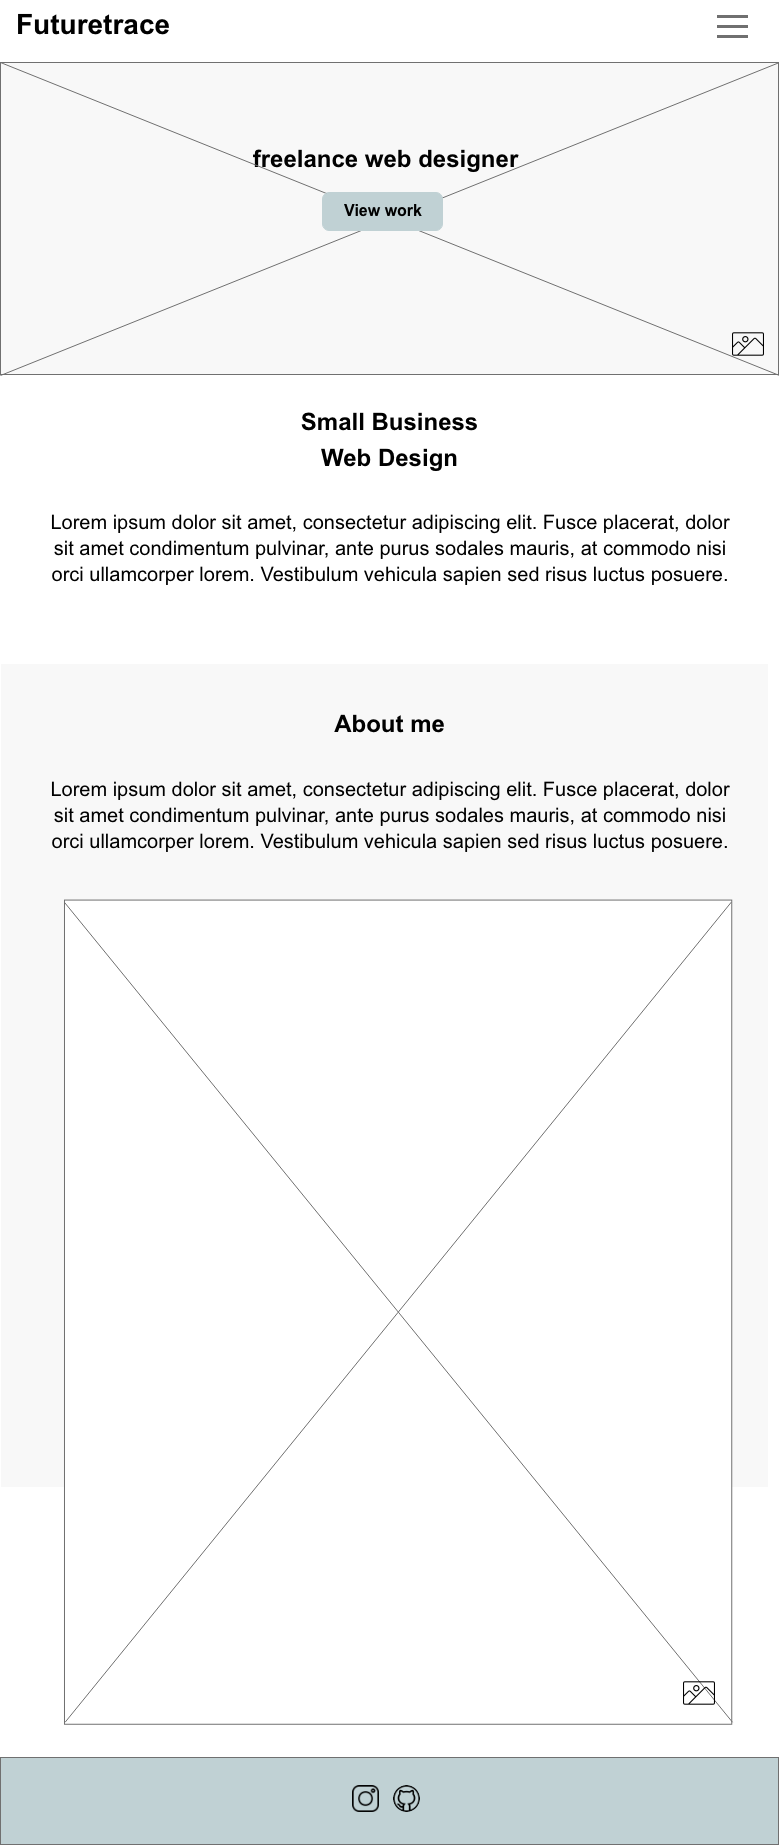 Futuretrace
freelance web designer
View work
Small Business
Web Design
Lorem ipsum dolor sit amet, consectetur adipiscing elit. Fusce placerat, dolor
sit amet condimentum pulvinar, ante purus sodales mauris, at commodo nisi
orci ullamcorper lorem. Vestibulum vehicula sapien sed risus luctus posuere.
About me
Lorem ipsum dolor sit amet, consectetur adipiscing elit. Fusce placerat, dolor
sit amet condimentum pulvinar, ante purus sodales mauris, at commodo nisi
orci ullamcorper lorem. Vestibulum vehicula sapien sed risus luctus posuere.